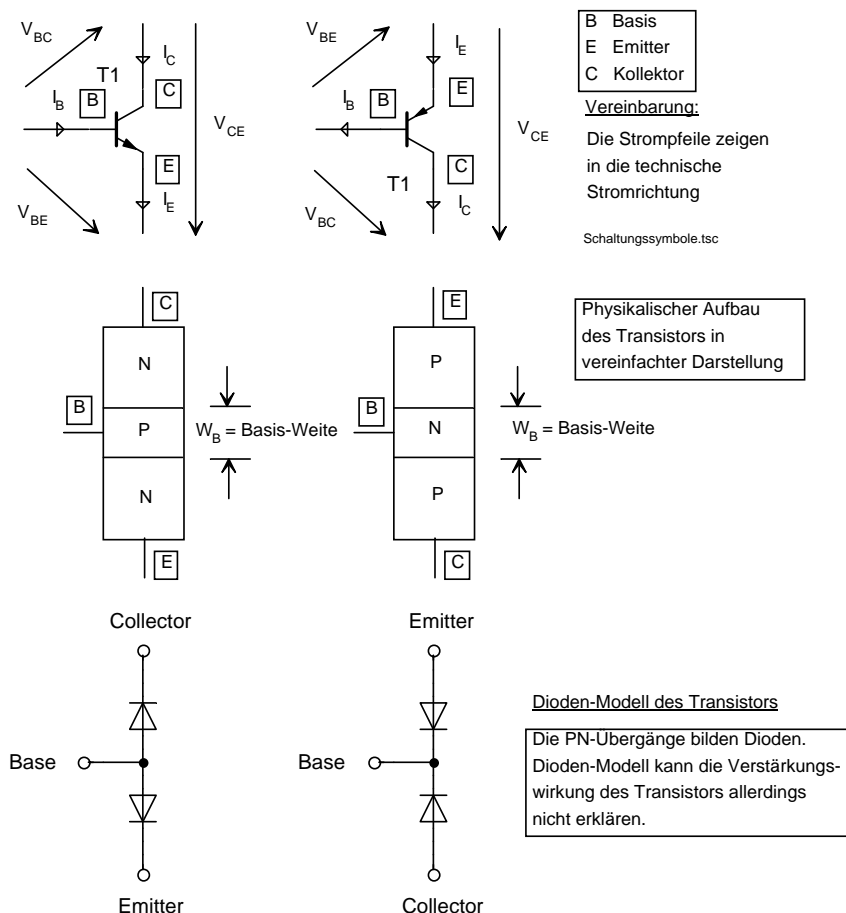 V_BC
I_C
T1
C
I_B
B
V_CE
E
V_BE
I_E
V_BE
I_E
E
I_B
B
V_CE
T1
C
V_BC
I_C
B Basis
E Emitter
C Kollektor
Vereinbarung:
Die Strompfeile zeigen
in die technische
Stromrichtung
Schaltungssymbole.tsc
C
N
B
P
W_B = Basis-Weite
N
E
E
P
B
N
W_B = Basis-Weite
P
C
Physikalischer Aufbau
des Transistors in
vereinfachter Darstellung
Collector
Base
Emitter
Emitter
Base
Collector
Dioden-Modell des Transistors
Die PN-Übergänge bilden Dioden.
Dioden-Modell kann die Verstärkungs-
wirkung des Transistors allerdings
nicht erklären.